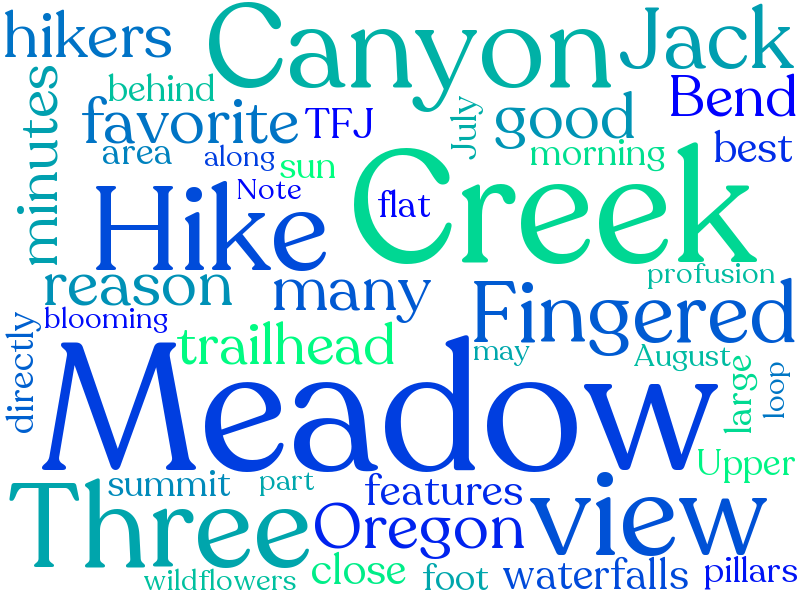 hikers
Canyon
Jack
behind
Bend
minutes
favorite
TFJ
July
good
area
along
sun
morning
best
Note
Hike
flat
Creek
reason
many
profusion
Fingered
directly
blooming
trailhead
may
August
large
loop
Meadow
Upper
summit
part
features
Three
Oregon
view
wildflowers
close
foot
waterfalls
pillars